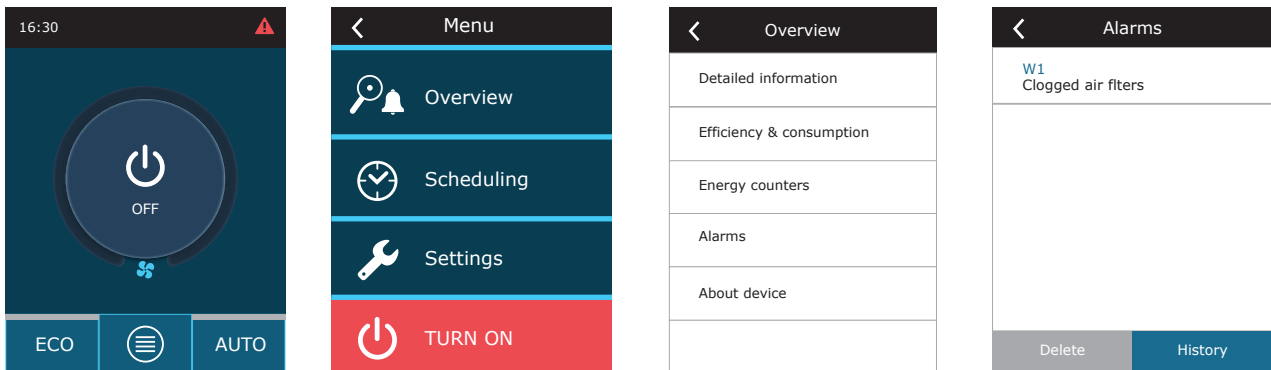 16:30
OFF
ECO
AUTO
Menu
Overview
Scheduling
Settings
TURN ON
Overview
Detailed information
Efficiency & consumption
Energy counters
Alarms
About device
Alarms
W1
Clogged air flters
Delete
History